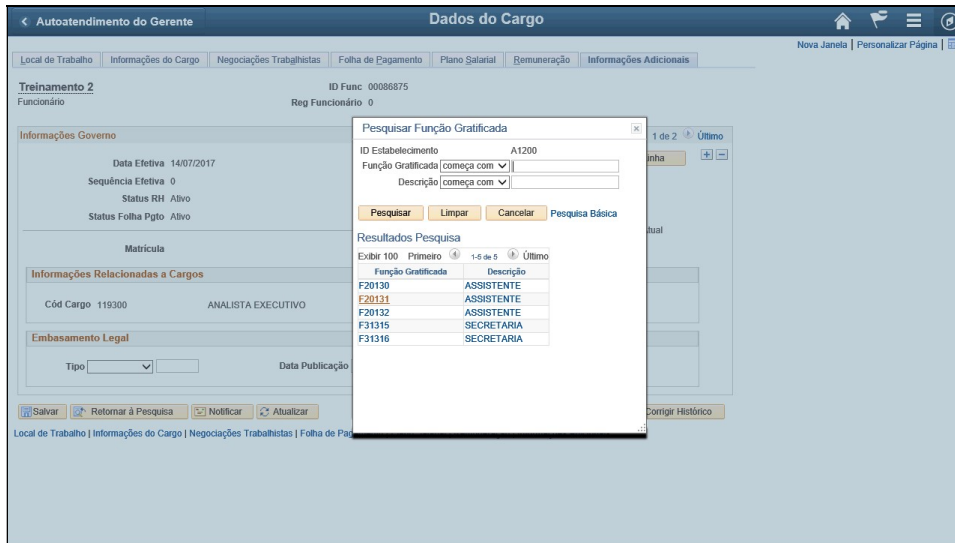 Autoatendimento do Gerente
Dados do Cargo
Nova Janela | Personalizar Página |
Local de Trabalho
Informações do Cargo
Negociações Trabalhistas
Folha de Pagamento
Plano Salarial
Remuneração
Informações Adicionais
Treinamento 2
ID Func 00086875
Funcionário
Reg Funcionário 0
Informações Governo
1 de 2 Último
Data Efetiva 14/07/2017
inha
Sequência Efetiva 0
Status RH Ativo
Status Folha Pgto Ativo
Atual
Matrícula
Informações Relacionadas a Cargos
Cód Cargo 119300 ANALISTA EXECUTIVO
Embasamento Legal
Tipo
Data Publicação
Salvar
Retornar à Pesquisa
Notificar
Atualizar
Corrigir Histórico
Local de Trabalho | Informações do Cargo | Negociações Trabalhistas | Folha de Pag
Pesquisar Função Gratificada
ID Estabelecimento A1200
Função Gratificada começa com
Descrição começa com
Pesquisar
Limpar
Cancelar
Pesquisa Básica
Resultados Pesquisa
Exibir 100 Primeiro 1-5 de 5 Último
Função Gratificada Descrição
F20130 ASSISTENTE
F20131 ASSISTENTE
F20132 ASSISTENTE
F31315 SECRETARIA
F31316 SECRETARIA